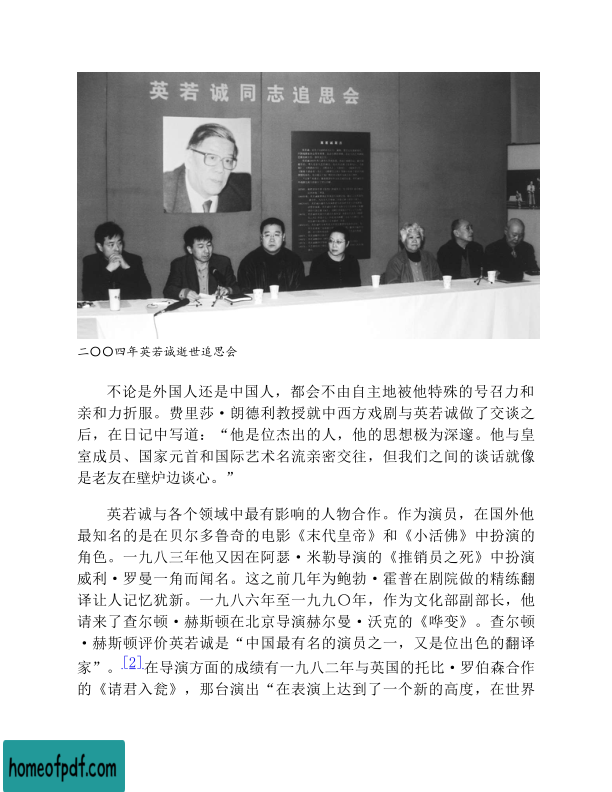 英若诚同志追思会
二〇〇四年英若诚逝世追思会
不论是外国人还是中国人，都会不由自主地被他特殊的号召力和
亲和力折服。费里莎·朗德利教授就中西方戏剧与英若诚做了交谈之
后，在日记中写道：“他是位杰出的人，他的思想极为深邃。他与皇
室成员、国家元首和国际艺术名流亲密交往，但我们之间的谈话就像
是老友在壁炉边谈心。”
英若诚与各个领域中最有影响的人物合作。作为演员，在国外他
最知名的是在贝尔多鲁奇的电影《末代皇帝》和《小活佛》中扮演的
角色。一九八三年他又因在阿瑟·米勒导演的《推销员之死》中扮演
威利·罗曼一角而闻名。这之前几年为鲍勃·霍普在剧院做的精练翻
译让人记忆犹新。一九八六年至一九九〇年，作为文化部副部长，他
请来了查尔顿·赫斯顿在北京导演赫尔曼·沃克的《哗变》。查尔顿
·赫斯顿评价英若诚是“中国最有名的演员之一，又是位出色的翻译
家”。[2]在导演方面的成绩有一九八二年与英国的托比·罗伯森合作
的《请君入瓮》，那台演出“在表演上达到了一个新的高度，在世界
homeofpdf.com